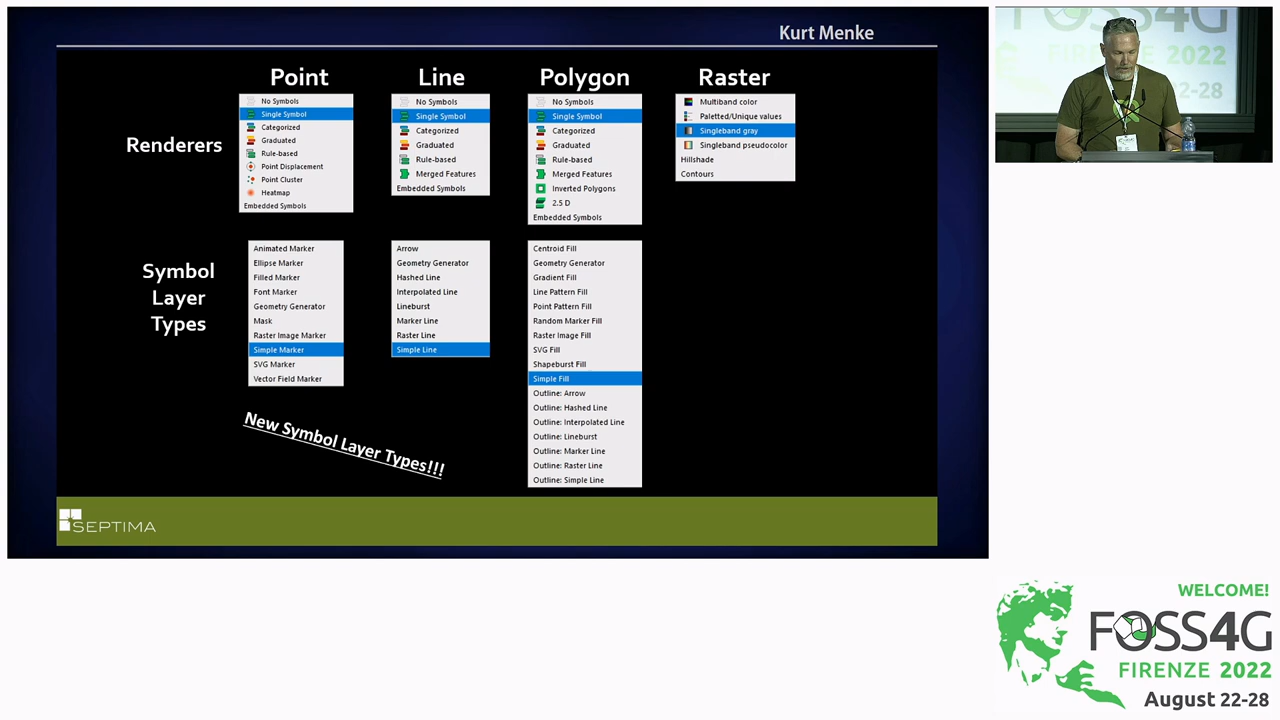 Kurt Menke
Point
Line
Polygon
Raster
Renderers
No Symbols
Single Symbol
Categorized
Graduated
Rule-based
Point Displacement
Point Cluster
Heatmap
Embedded Symbols
No Symbols
Single Symbol
Categorized
Graduated
Rule-based
Merged Features
Embedded Symbols
No Symbols
Single Symbol
Categorized
Graduated
Rule-based
Merged Features
Inverted Polygons
2.5 D
Embedded Symbols
Multiband color
Paletted/Unique values
Singleband gray
Singleband pseudocolor
Hillshade
Contours
Symbol
Layer
Types
Animated Marker
Ellipse Marker
Filled Marker
Font Marker
Geometry Generator
Mask
Raster Image Marker
Simple Marker
SVG Marker
Vector Field Marker
Arrow
Geometry Generator
Hashed Line
Interpolated Line
Lineburst
Marker Line
Raster Line
Simple Line
Centroid Fill
Geometry Generator
Gradient Fill
Line Pattern Fill
Point Pattern Fill
Random Marker Fill
Raster Image Fill
SVG Fill
Shapeburst Fill
Simple Fill
Outline: Arrow
Outline: Hashed Line
Outline: Interpolated Line
Outline: Lineburst
Outline: Marker Line
Outline: Raster Line
Outline: Simple Line
New Symbol Layer Types!!!
SEPTIMA
FOSS4G
FIRENZE 2022
22-28
WELCOME!
FOSS4G
FIRENZE 2022
August 22-28